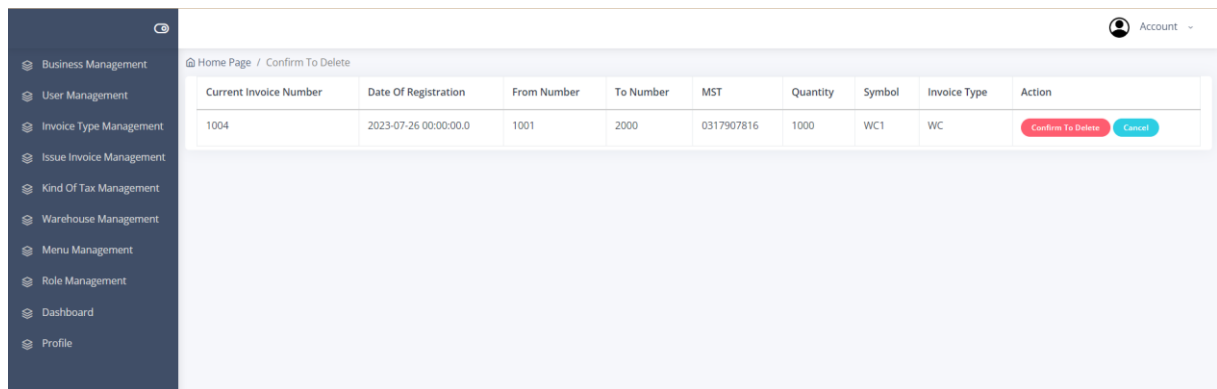 Account
Business Management
User Management
Invoice Type Management
Issue Invoice Management
Kind Of Tax Management
Warehouse Management
Menu Management
Role Management
Dashboard
Profile
Home Page / Confirm To Delete
Current Invoice Number Date Of Registration From Number To Number MST Quantity Symbol Invoice Type Action
1004 2023-07-26 00:00:00.0 1001 2000 0317907816 1000 WC1 WC Confirm To Delete Cancel